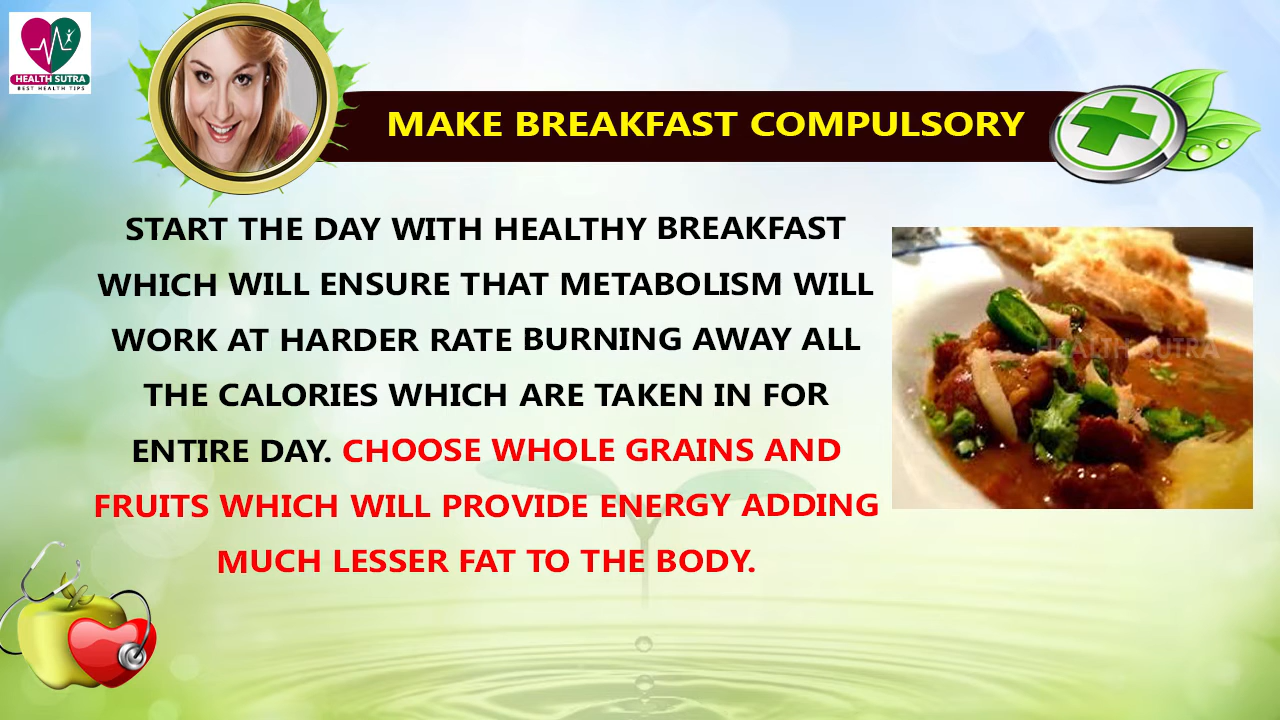 HEALTH SUTRA
BEST HEALTH TIPS
MAKE BREAKFAST COMPULSORY
START THE DAY WITH HEALTHY BREAKFAST
WHICH WILL ENSURE THAT METABOLISM WILL
WORK AT HARDER RATE BURNING AWAY ALL
THE CALORIES WHICH ARE TAKEN IN FOR
ENTIRE DAY. CHOOSE WHOLE GRAINS AND
FRUITS WHICH WILL PROVIDE ENERGY ADDING
MUCH LESSER FAT TO THE BODY.
HEALTH SUTRA